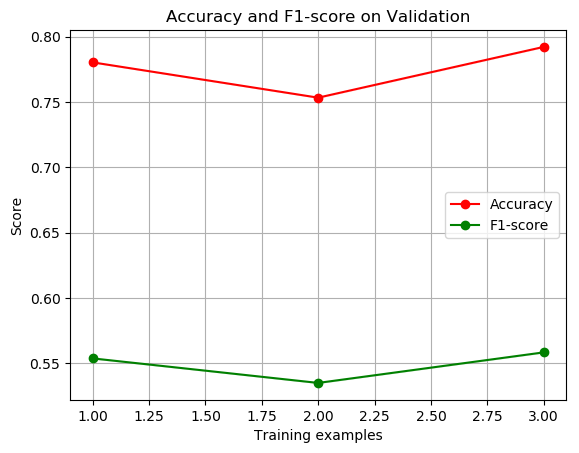 Accuracy and F1-score on Validation
0.80
0.75
0.70
0.65
0.60
0.55
Score
Accuracy
F1-score
1.00 1.25 1.50 1.75 2.00 2.25 2.50 2.75 3.00
Training examples